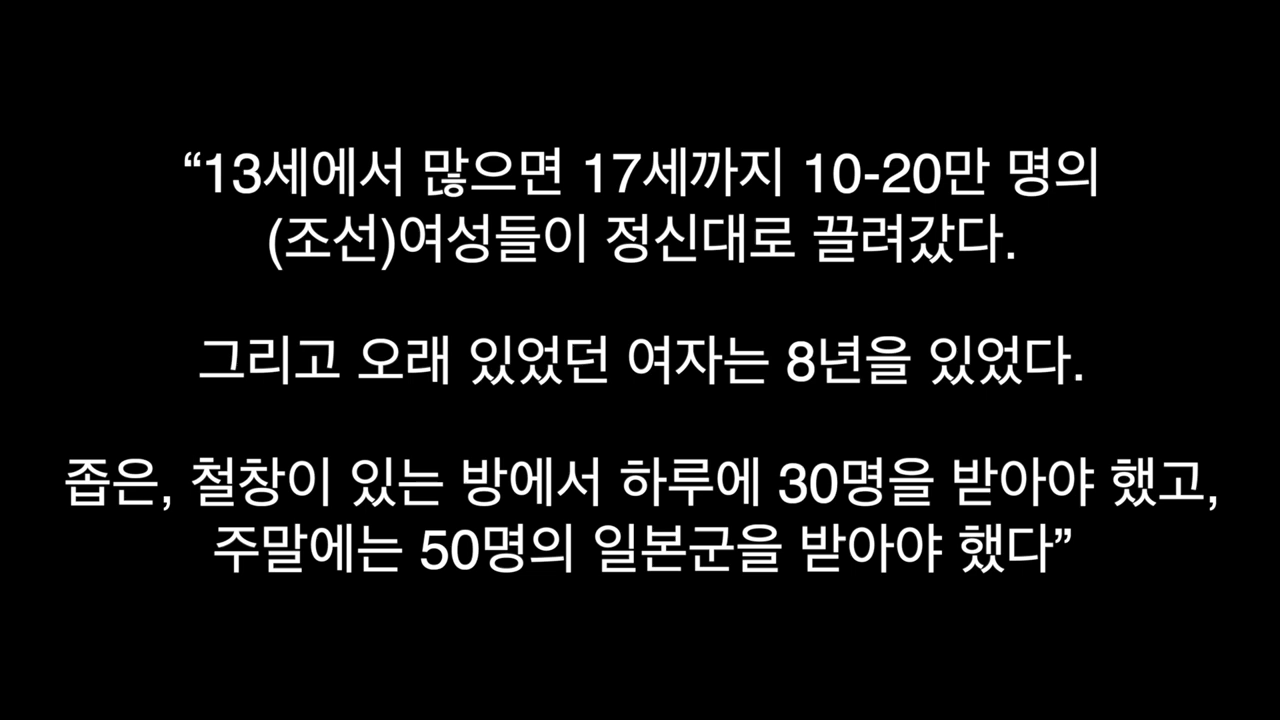 “13세에서 많으면 17세까지 10-20만 명의
(조선)여성들이 정신대로 끌려갔다.
그리고 오래 있었던 여자는 8년을 있었다.
좁은, 철창이 있는 방에서 하루에 30명을 받아야 했고,
주말에는 50명의 일본군을 받아야 했다”